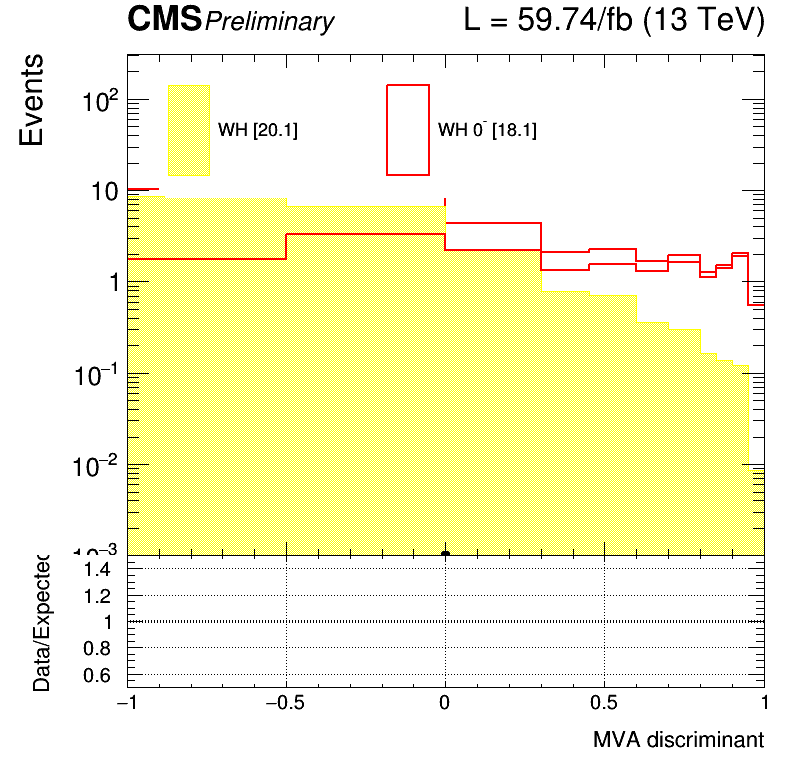 CMS Preliminary L = 59.74/fb (13 TeV)
Events
10²
WH [20.1]
WH 0⁻ [18.1]
10
1
10⁻¹
10⁻²
Data/Expected
1.4
1.2
1
0.8
0.6
−1 −0.5 0 0.5 1
MVA discriminant